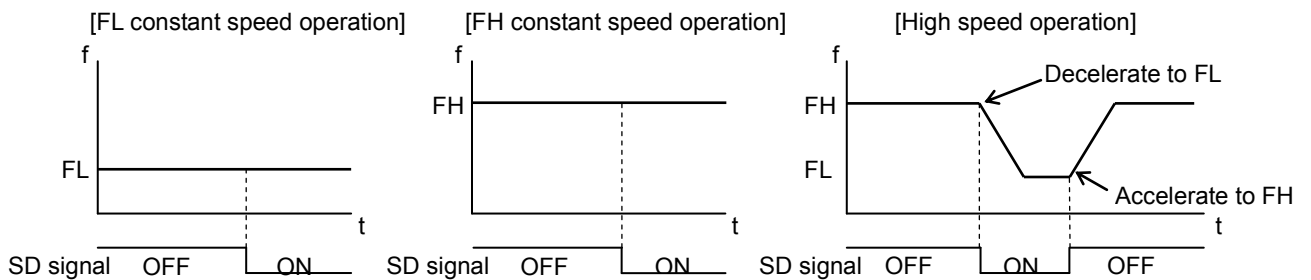 [FL constant speed operation]
f
FL
t
SD signal OFF ON
[FH constant speed operation]
f
FH
t
SD signal OFF ON
[High speed operation]
f
Decelerate to FL
FH
FL
Accelerate to FH
t
SD signal OFF ON OFF